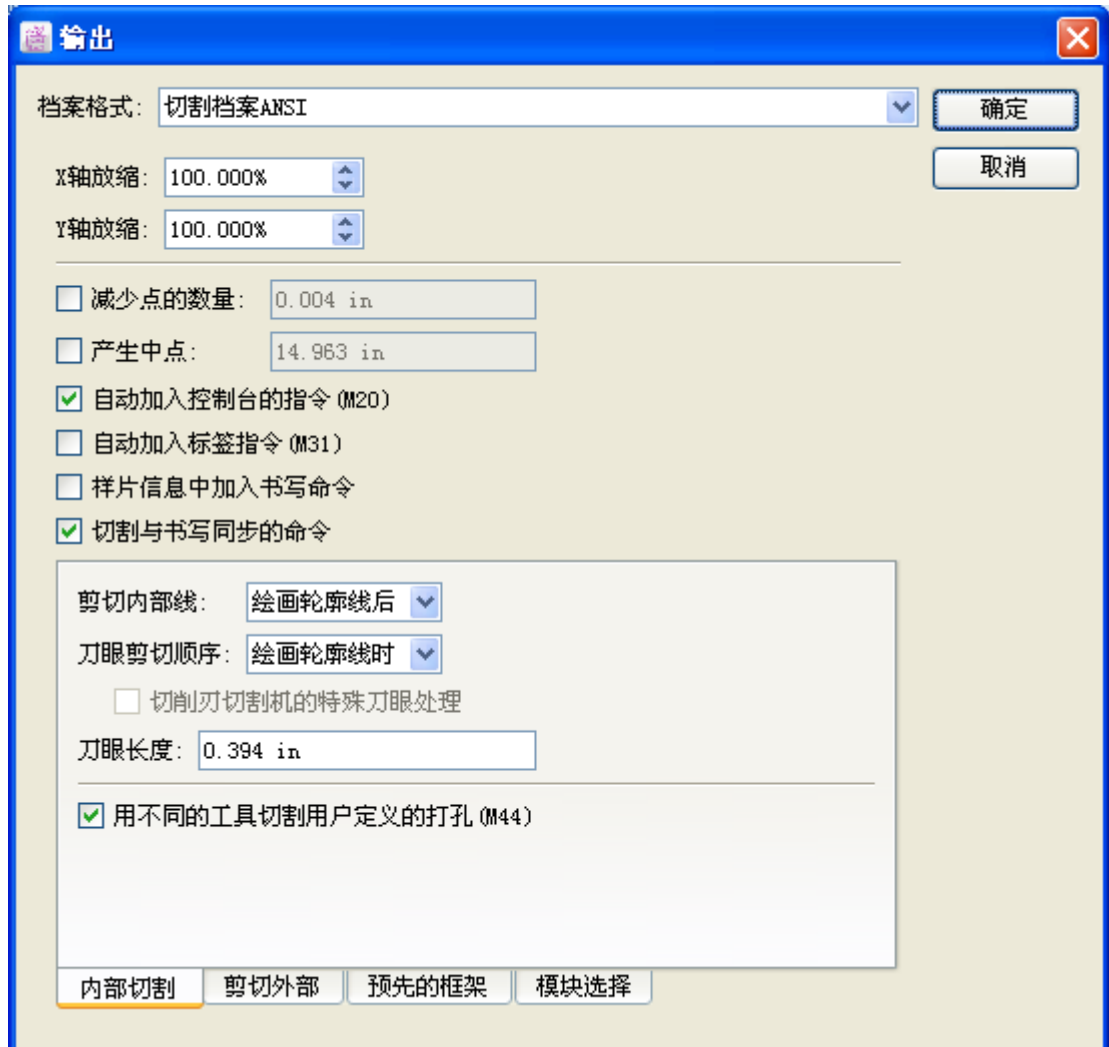 输出
档案格式: 切割档案ANSI
确定
取消
X轴放缩: 100.000%
Y轴放缩: 100.000%
减少点的数量: 0.004 in
产生中点: 14.963 in
自动加入控制台的指令(M20)
自动加入标签指令(M31)
样片信息中加入书写命令
切割与书写同步的命令
剪切内部线: 绘画轮廓线后
刀眼剪切顺序: 绘画轮廓线时
切削刃切割机的特殊刀眼处理
刀眼长度: 0.394 in
用不同的工具切割用户定义的打孔(M44)
内部切割 剪切外部 预先的框架 模块选择